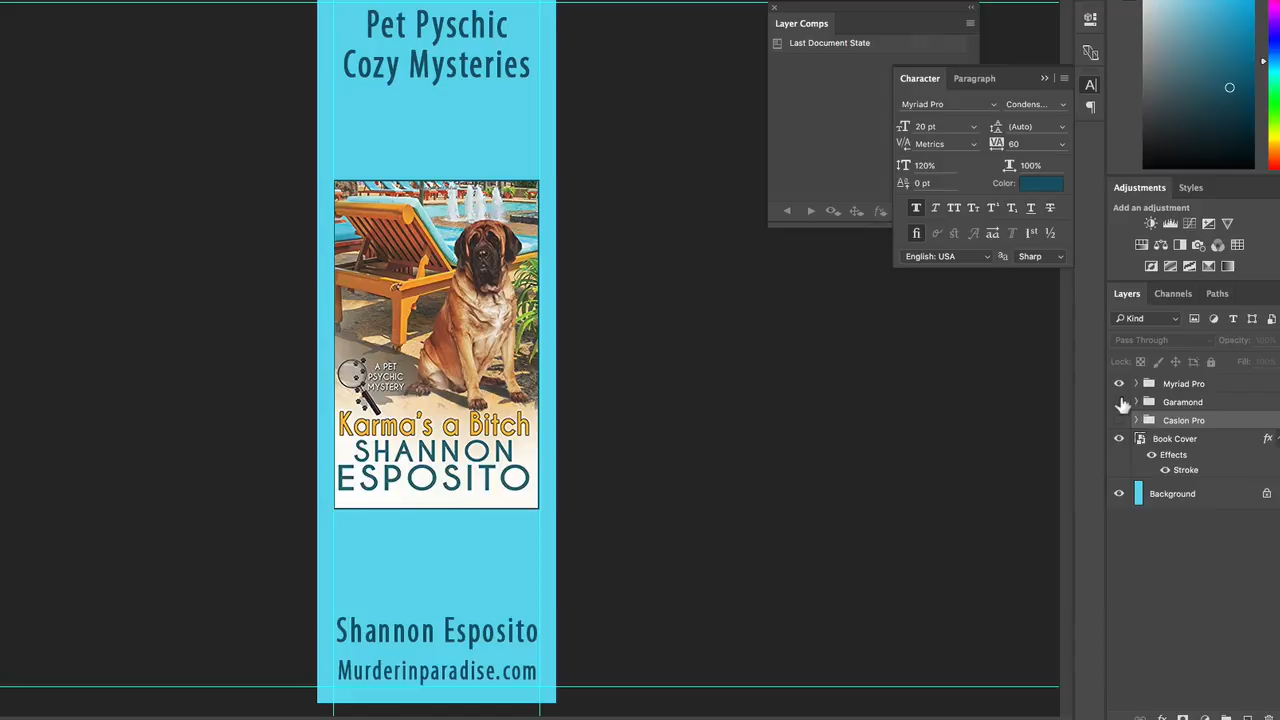 Pet Pyschic
Cozy Mysteries
A PET
PSYCHIC
MYSTERY
Karma's a Bitch
SHANNON
ESPOSITO
Shannon Esposito
Murderinparadise.com
Layer Comps
Last Document State
Character Paragraph
Myriad Pro Condens...
20 pt (Auto)
Metrics 60
120% 100%
0 pt Color:
English: USA Sharp
Adjustments Styles
Add an adjustment
Layers Channels Paths
Kind
Pass Through Opacity: 100%
Lock: Fill: 100%
Myriad Pro
Garamond
Caslon Pro
Book Cover fx
Effects
Stroke
Background